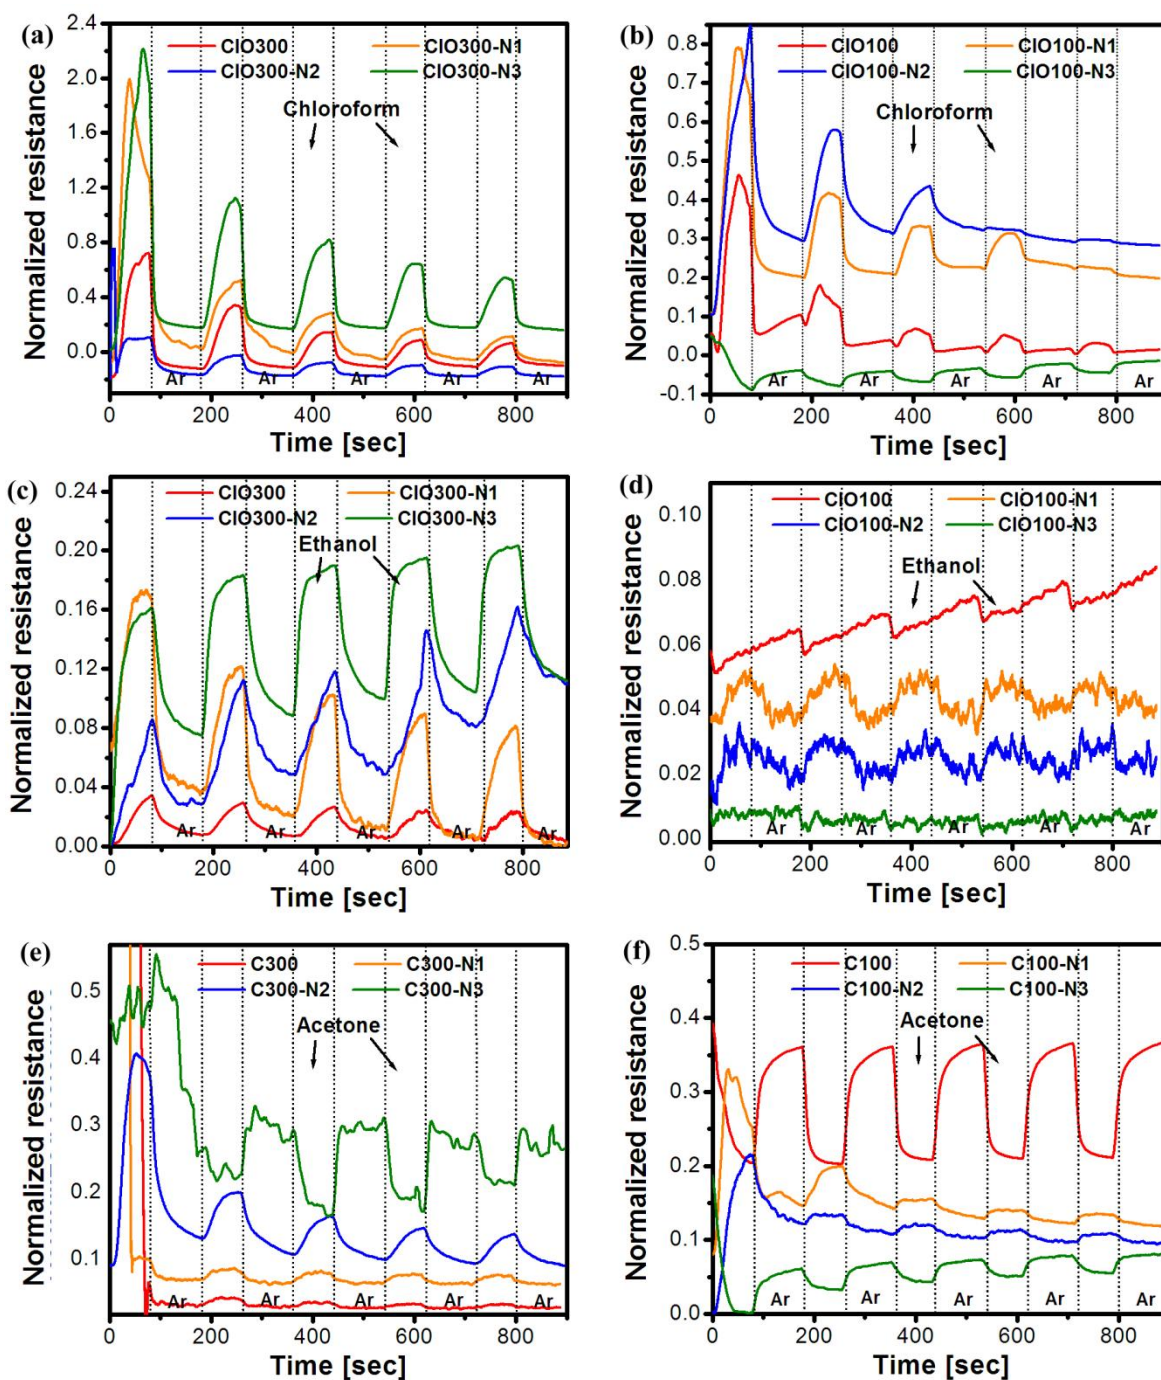 (a)
2.4
2.0
1.6
1.2
0.8
0.4
0.0
Normalized resistance
ClO300 ClO300-N1
ClO300-N2 ClO300-N3
Chloroform
Ar Ar Ar Ar Ar
0 200 400 600 800
Time [sec]
(b)
0.8
0.7
0.6
0.5
0.4
0.3
0.2
0.1
0.0
-0.1
Normalized resistance
ClO100 ClO100-N1
ClO100-N2 ClO100-N3
Chloroform
Ar Ar Ar Ar Ar
0 200 400 600 800
Time [sec]
(c)
0.24
0.20
0.16
0.12
0.08
0.04
0.00
Normalized resistance
ClO300 ClO300-N1
ClO300-N2 ClO300-N3
Ethanol
Ar Ar Ar Ar Ar
0 200 400 600 800
Time [sec]
(d)
0.10
0.08
0.06
0.04
0.02
0.00
Normalized resistance
ClO100 ClO100-N1
ClO100-N2 ClO100-N3
Ethanol
Ar Ar Ar Ar Ar
0 200 400 600 800
Time [sec]
(e)
0.5
0.4
0.3
0.2
0.1
Normalized resistance
C300 C300-N1
C300-N2 C300-N3
Acetone
Ar Ar Ar Ar Ar
0 200 400 600 800
Time [sec]
(f)
0.5
0.4
0.3
0.2
0.1
0.0
Normalized resistance
C100 C100-N1
C100-N2 C100-N3
Acetone
Ar Ar Ar Ar Ar
0 200 400 600 800
Time [sec]